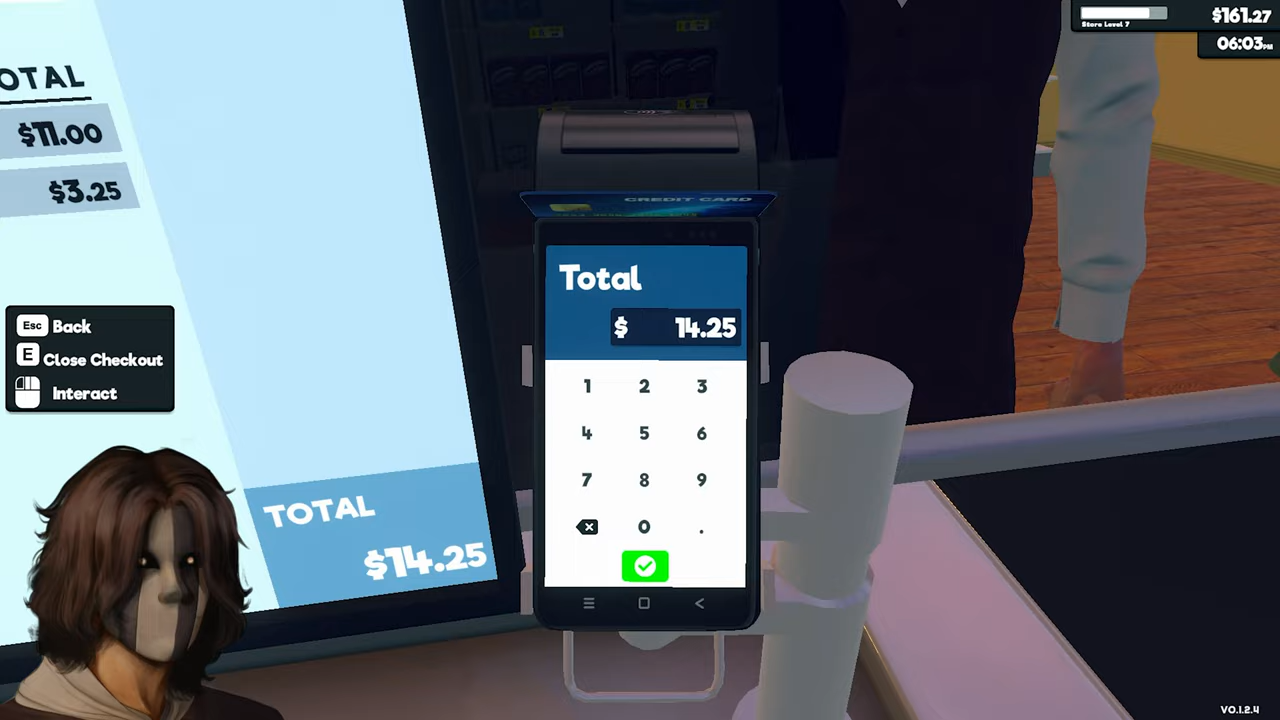 OTAL
$11.00
$3.25
Esc Back
E Close Checkout
Interact
TOTAL
$14.25
CREDIT CARD
Total
$ 14.25
1 2 3
4 5 6
7 8 9
0 .
Store Level 7
$161.27
06:03PM
V0.1.2.4